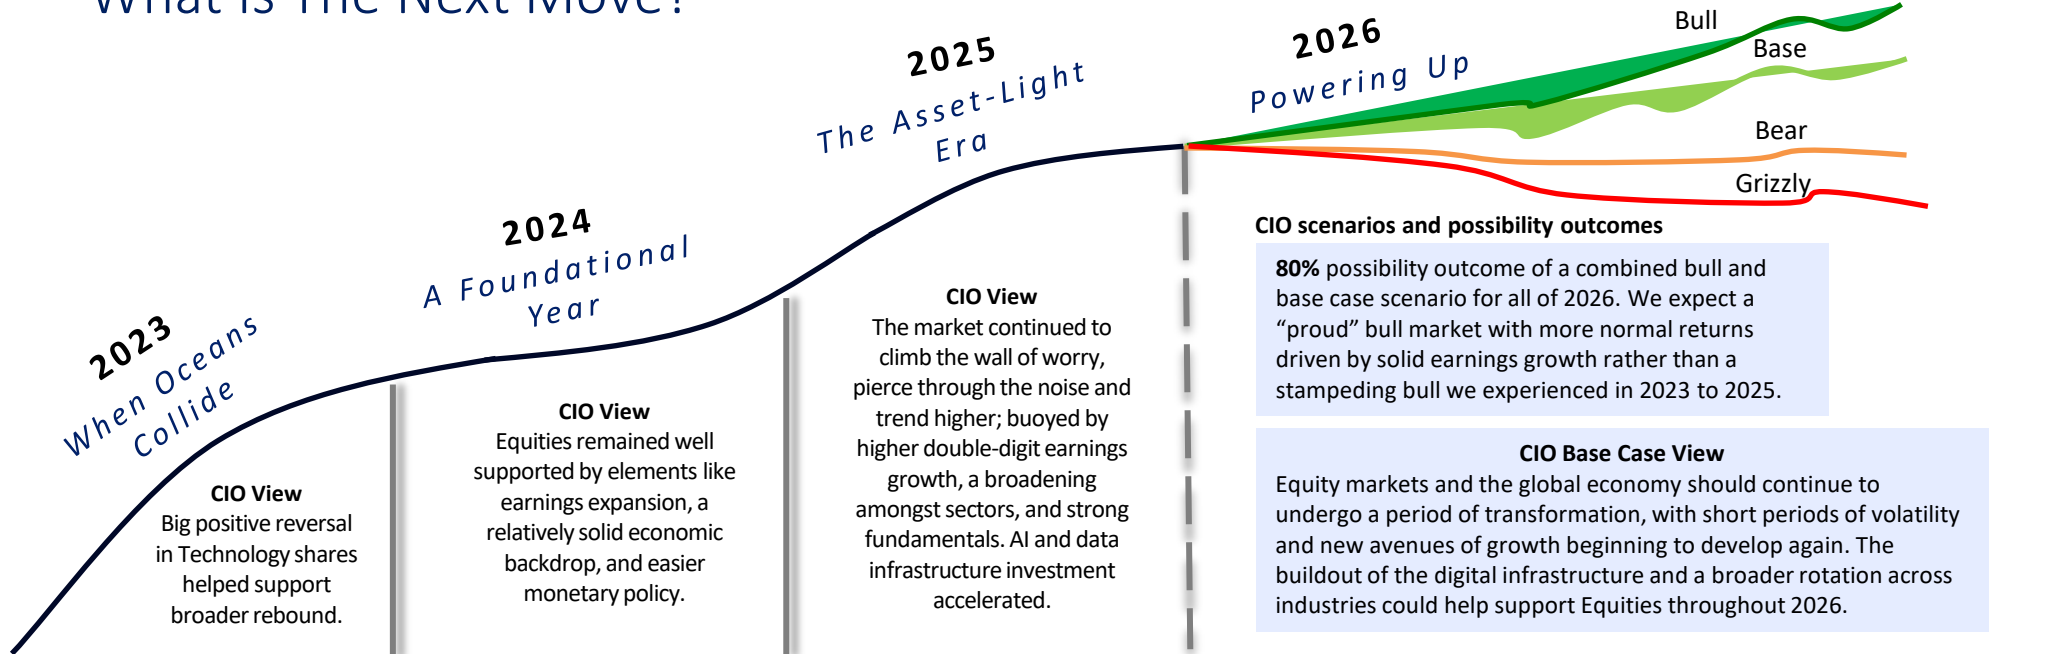 What Is The Next Move?
2023
When Oceans
Collide
CIO View
Big positive reversal
in Technology shares
helped support
broader rebound.
2024
A Foundational
Year
CIO View
Equities remained well
supported by elements like
earnings expansion, a
relatively solid economic
backdrop, and easier
monetary policy.
2025
The Asset-Light
Era
CIO View
The market continued to
climb the wall of worry,
pierce through the noise and
trend higher; buoyed by
higher double-digit earnings
growth, a broadening
amongst sectors, and strong
fundamentals. AI and data
infrastructure investment
accelerated.
2026
Powering Up
Bull
Base
Bear
Grizzly
CIO scenarios and possibility outcomes
80% possibility outcome of a combined bull and
base case scenario for all of 2026. We expect a
“proud” bull market with more normal returns
driven by solid earnings growth rather than a
stampeding bull we experienced in 2023 to 2025.
CIO Base Case View
Equity markets and the global economy should continue to
undergo a period of transformation, with short periods of volatility
and new avenues of growth beginning to develop again. The
buildout of the digital infrastructure and a broader rotation across
industries could help support Equities throughout 2026.